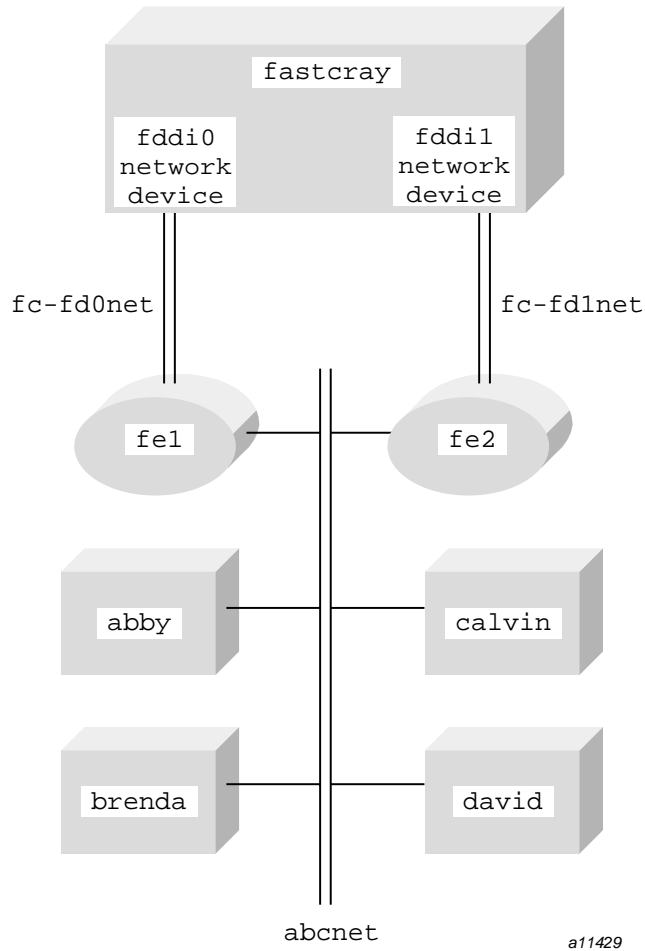 fastcray
fddi0
network
device
fddi1
network
device
fc-fd0net
fc-fd1net
fe1
fe2
abby
calvin
brenda
david
abcnet
a11429